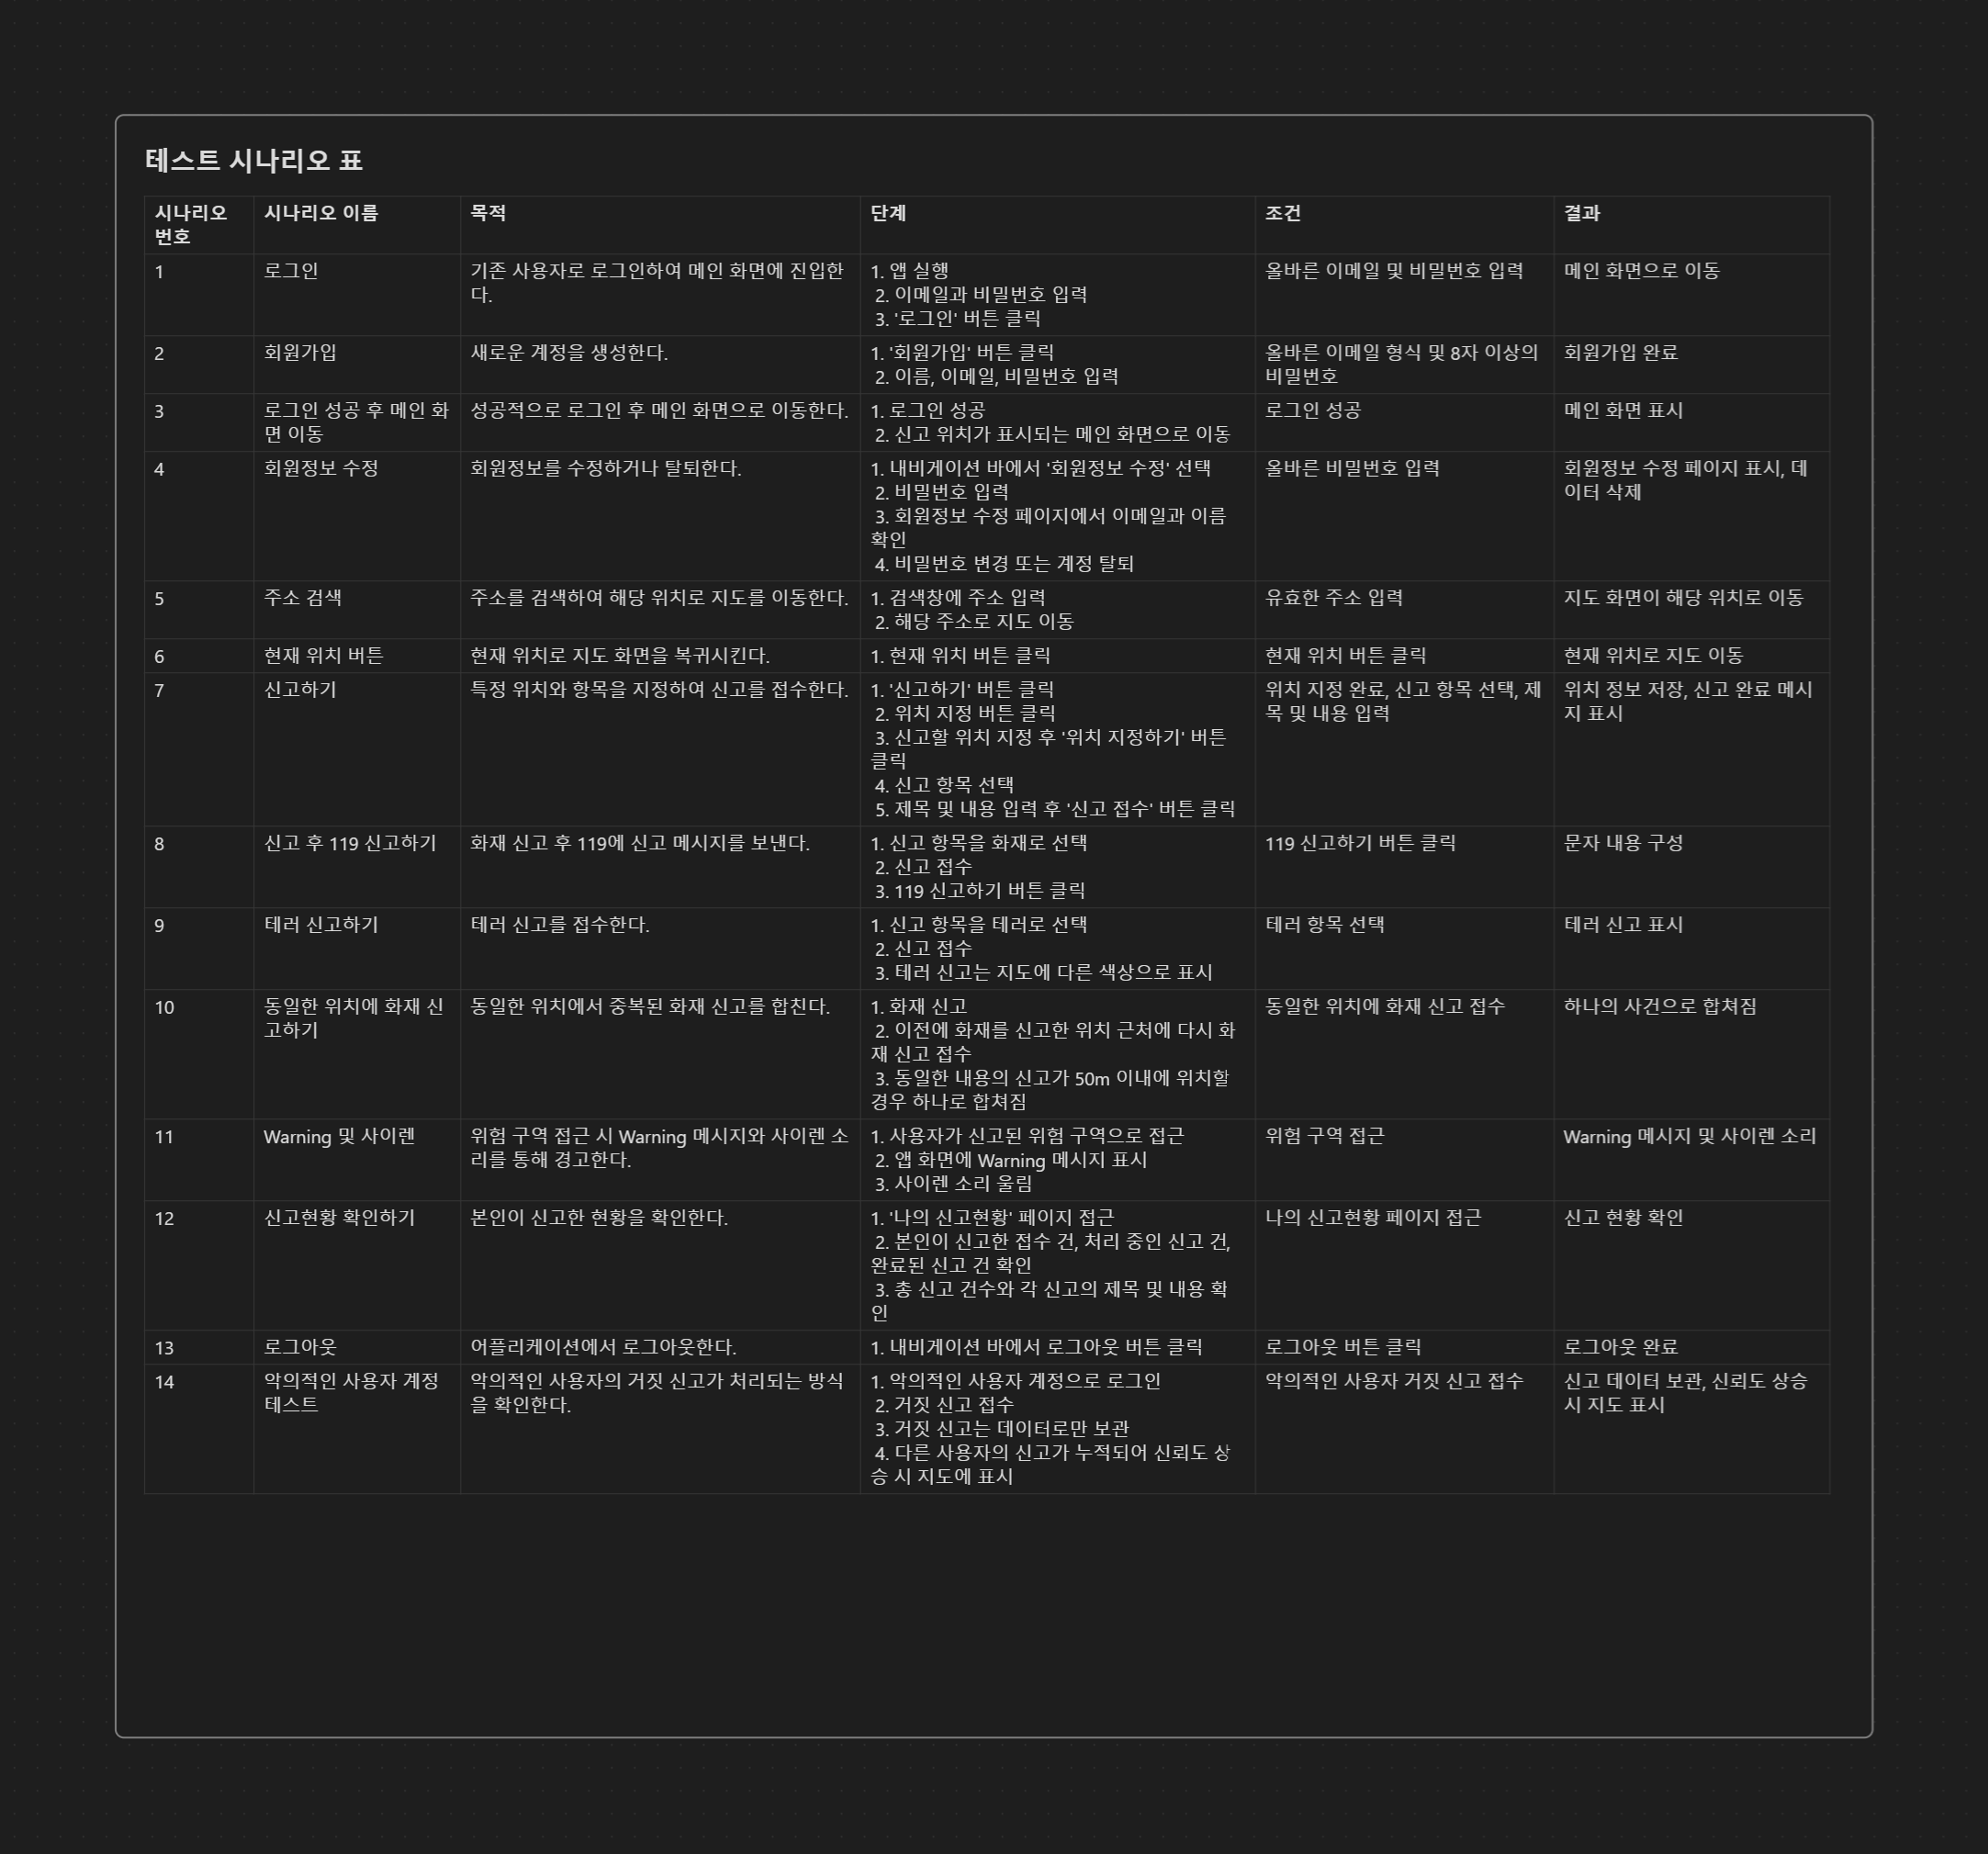 테스트 시나리오 표
시나리오 번호 시나리오 이름 목적 단계 조건 결과
1 로그인 기존 사용자로 로그인하여 메인 화면에 진입한다. 1. 앱 실행 올바른 이메일 및 비밀번호 입력 메인 화면으로 이동
2. 이메일과 비밀번호 입력
3. '로그인' 버튼 클릭
2 회원가입 새로운 계정을 생성한다. 1. '회원가입' 버튼 클릭 올바른 이메일 형식 및 8자 이상의 비밀번호 회원가입 완료
2. 이름, 이메일, 비밀번호 입력
3 로그인 성공 후 메인 화면 이동 성공적으로 로그인 후 메인 화면으로 이동한다. 1. 로그인 성공 로그인 성공 메인 화면 표시
2. 신고 위치가 표시되는 메인 화면으로 이동
4 회원정보 수정 회원정보를 수정하거나 탈퇴한다. 1. 내비게이션 바에서 '회원정보 수정' 선택 올바른 비밀번호 입력 회원정보 수정 페이지 표시, 데이터 삭제
2. 비밀번호 입력
3. 회원정보 수정 페이지에서 이메일과 이름 확인
4. 비밀번호 변경 또는 계정 탈퇴
5 주소 검색 주소를 검색하여 해당 위치로 지도를 이동한다. 1. 검색창에 주소 입력 유효한 주소 입력 지도 화면이 해당 위치로 이동
2. 해당 주소로 지도 이동
6 현재 위치 버튼 현재 위치로 지도 화면을 복귀시킨다. 1. 현재 위치 버튼 클릭 현재 위치 버튼 클릭 현재 위치로 지도 이동
7 신고하기 특정 위치와 항목을 지정하여 신고를 접수한다. 1. '신고하기' 버튼 클릭 위치 지정 완료, 신고 항목 선택, 제목 및 내용 입력 위치 정보 저장, 신고 완료 메시지 표시
2. 위치 지정 버튼 클릭
3. 신고할 위치 지정 후 '위치 지정하기' 버튼 클릭
4. 신고 항목 선택
5. 제목 및 내용 입력 후 '신고 접수' 버튼 클릭
8 신고 후 119 신고하기 화재 신고 후 119에 신고 메시지를 보낸다. 1. 신고 항목을 화재로 선택 119 신고하기 버튼 클릭 문자 내용 구성
2. 신고 접수
3. 119 신고하기 버튼 클릭
9 테러 신고하기 테러 신고를 접수한다. 1. 신고 항목을 테러로 선택 테러 항목 선택 테러 신고 표시
2. 신고 접수
3. 테러 신고는 지도에 다른 색상으로 표시
10 동일한 위치에 화재 신고하기 동일한 위치에서 중복된 화재 신고를 합친다. 1. 화재 신고 동일한 위치에 화재 신고 접수 하나의 사건으로 합쳐짐
2. 이전에 화재를 신고한 위치 근처에 다시 화재 신고 접수
3. 동일한 내용의 신고가 50m 이내에 위치할 경우 하나로 합쳐짐
11 Warning 및 사이렌 위험 구역 접근 시 Warning 메시지와 사이렌 소리를 통해 경고한다. 1. 사용자가 신고된 위험 구역으로 접근 위험 구역 접근 Warning 메시지 및 사이렌 소리
2. 앱 화면에 Warning 메시지 표시
3. 사이렌 소리 울림
12 신고현황 확인하기 본인이 신고한 현황을 확인한다. 1. '나의 신고현황' 페이지 접근 나의 신고현황 페이지 접근 신고 현황 확인
2. 본인이 신고한 접수 건, 처리 중인 신고 건, 완료된 신고 건 확인
3. 총 신고 건수와 각 신고의 제목 및 내용 확인
13 로그아웃 어플리케이션에서 로그아웃한다. 1. 내비게이션 바에서 로그아웃 버튼 클릭 로그아웃 버튼 클릭 로그아웃 완료
14 악의적인 사용자 계정 테스트 악의적인 사용자의 거짓 신고가 처리되는 방식을 확인한다. 1. 악의적인 사용자 계정으로 로그인 악의적인 사용자 거짓 신고 접수 신고 데이터 보관, 신뢰도 상승 시 지도 표시
2. 거짓 신고 접수
3. 거짓 신고는 데이터로만 보관
4. 다른 사용자의 신고가 누적되어 신뢰도 상승 시 지도에 표시